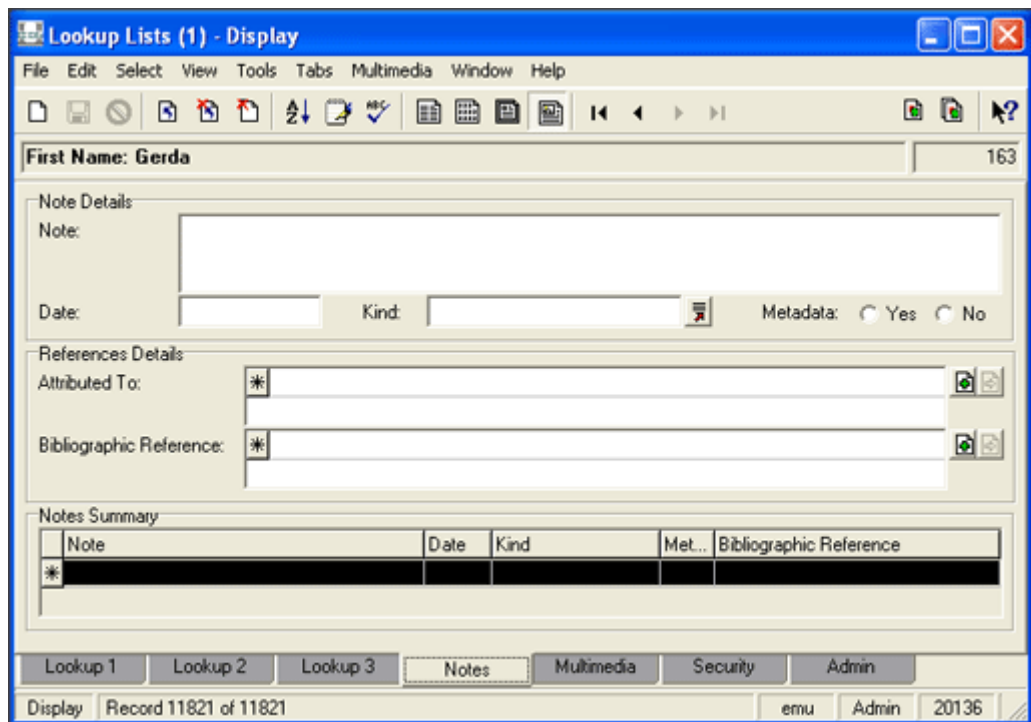 Lookup Lists (1) - Display
File Edit Select View Tools Tabs Multimedia Window Help
First Name: Gerda 163
Note Details
Note:
Date: Kind: Metadata: Yes No
References Details
Attributed To:
Bibliographic Reference:
Notes Summary
Note Date Kind Met... Bibliographic Reference
Lookup 1 Lookup 2 Lookup 3 Notes Multimedia Security Admin
Display Record 11821 of 11821 emu Admin 20136